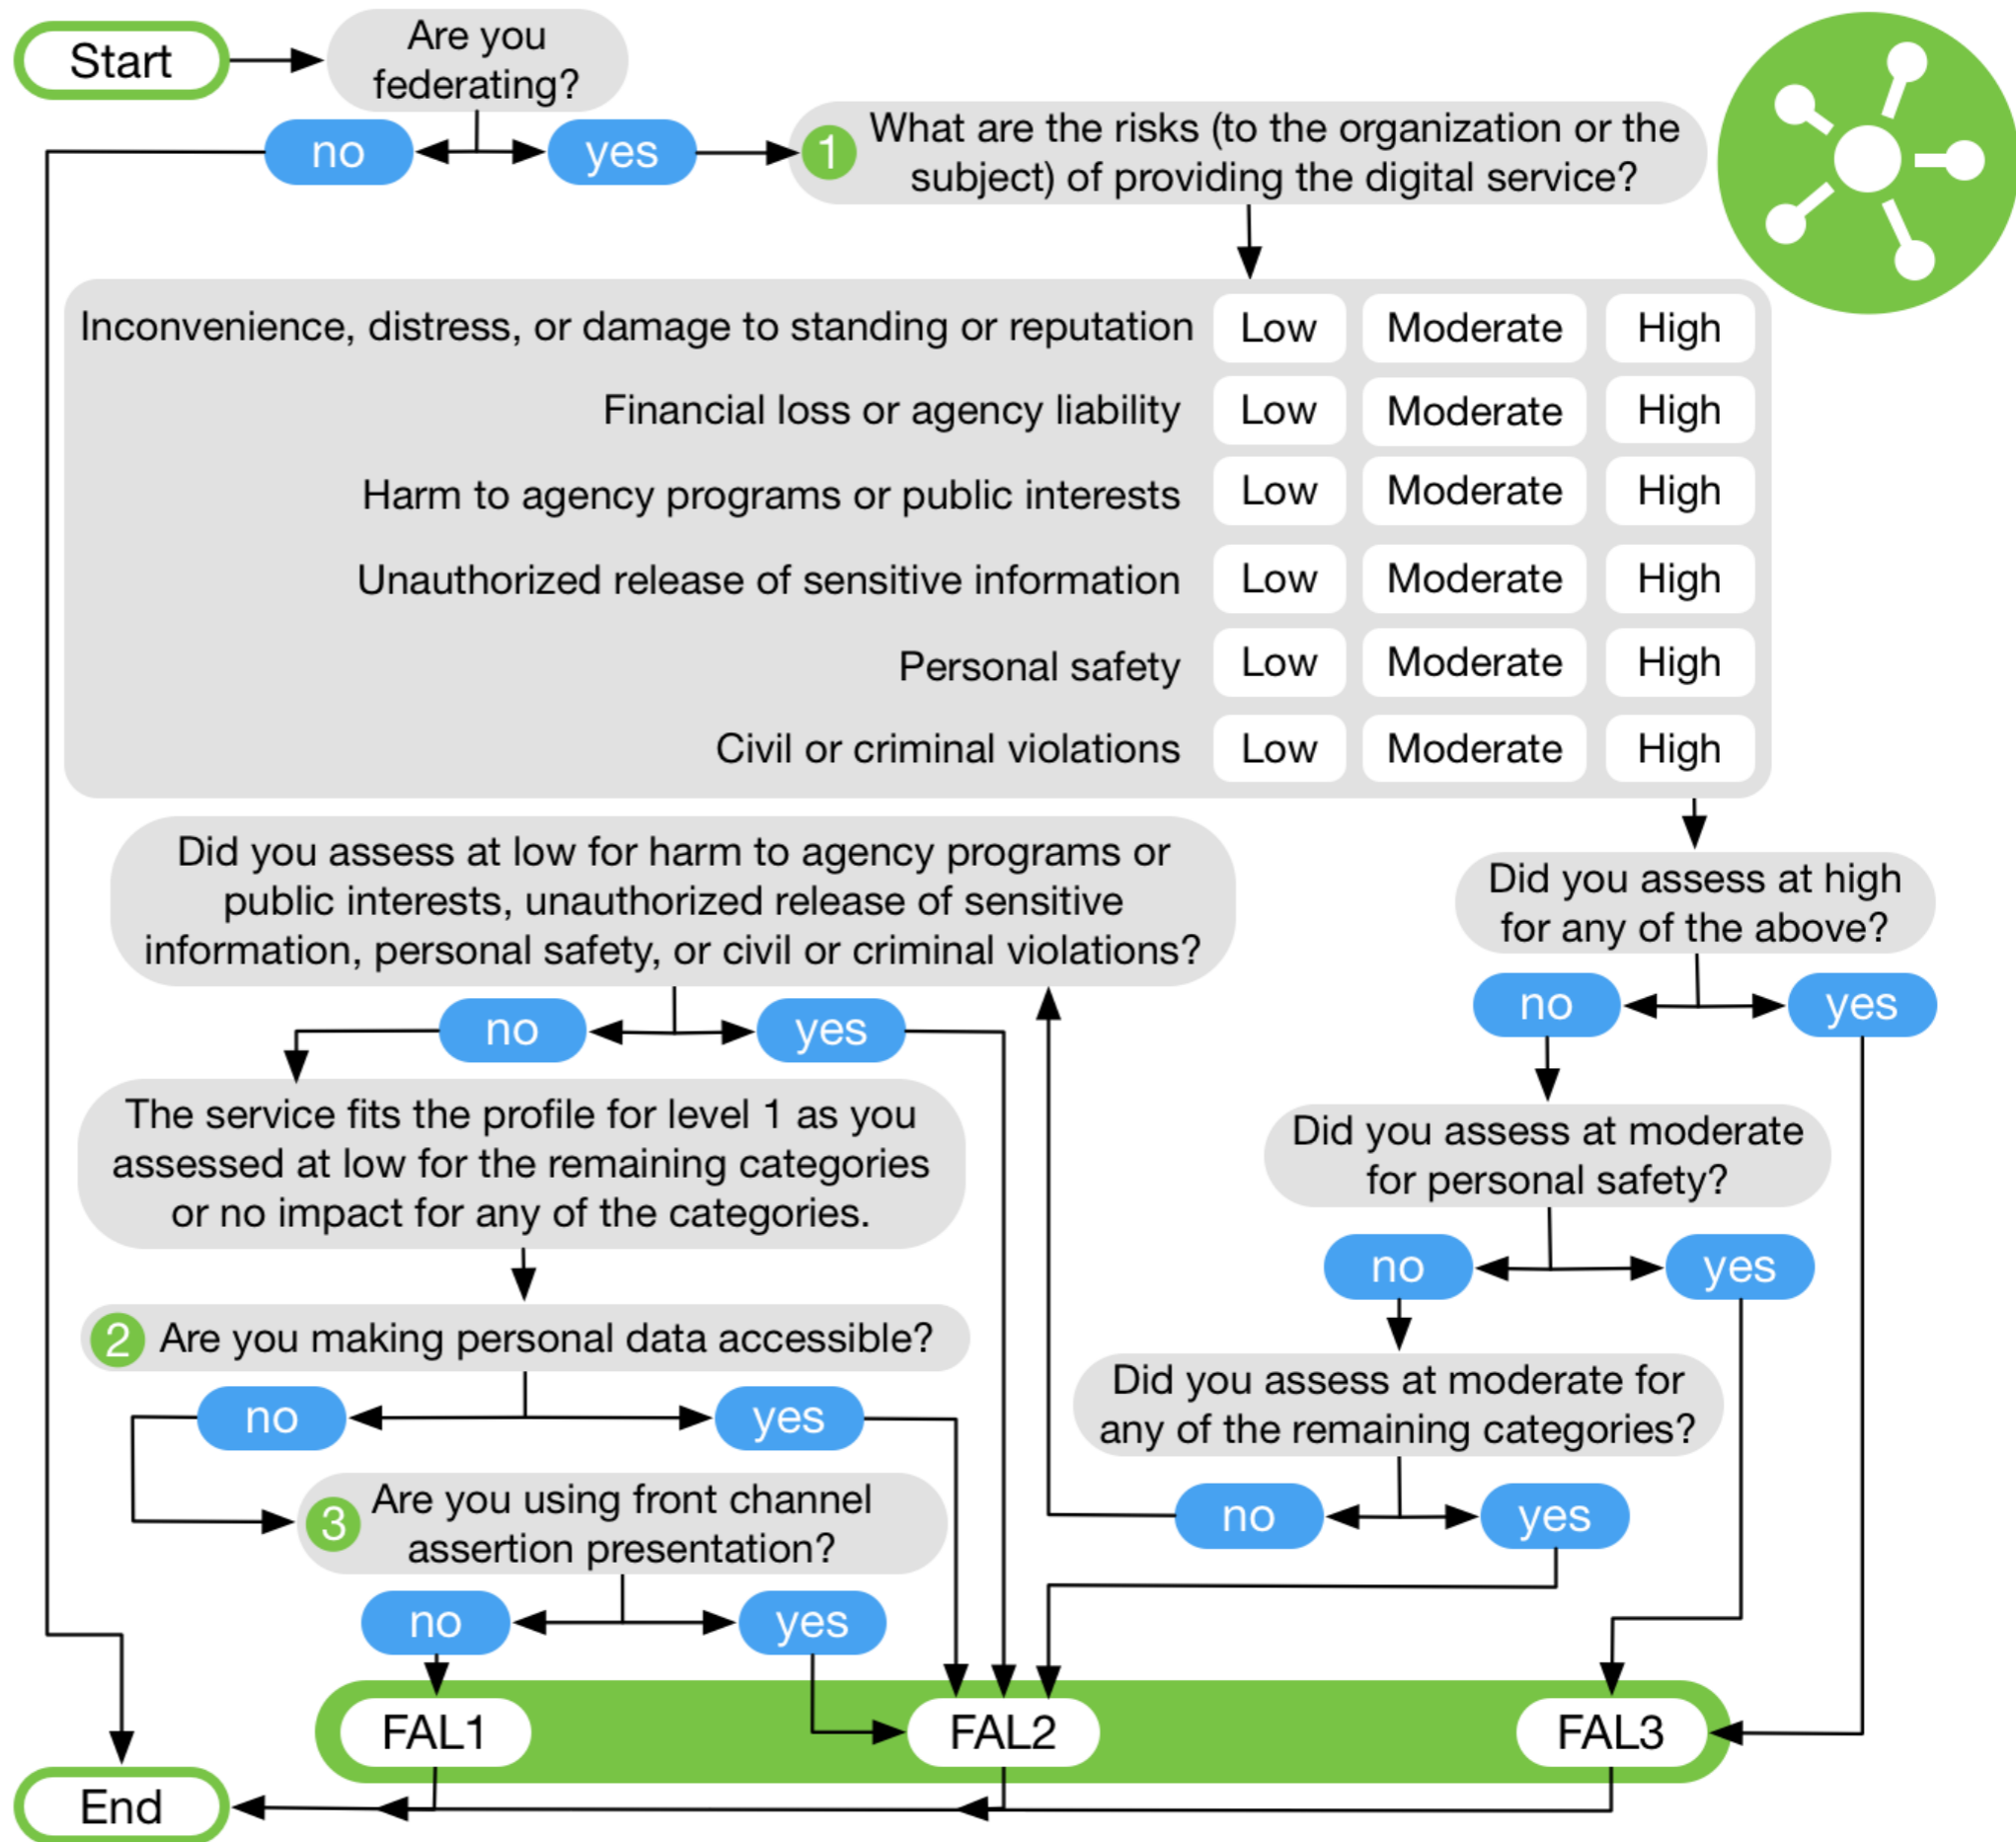 Start
Are you
federating?
no
yes
1
What are the risks (to the organization or the
subject) of providing the digital service?
Inconvenience, distress, or damage to standing or reputation Low Moderate High
Financial loss or agency liability Low Moderate High
Harm to agency programs or public interests Low Moderate High
Unauthorized release of sensitive information Low Moderate High
Personal safety Low Moderate High
Civil or criminal violations Low Moderate High
Did you assess at high
for any of the above?
no
yes
Did you assess at moderate
for personal safety?
no
yes
Did you assess at moderate for
any of the remaining categories?
no
yes
Did you assess at low for harm to agency programs or
public interests, unauthorized release of sensitive
information, personal safety, or civil or criminal violations?
no
yes
The service fits the profile for level 1 as you
assessed at low for the remaining categories
or no impact for any of the categories.
2 Are you making personal data accessible?
no
yes
3
Are you using front channel
assertion presentation?
no
yes
FAL1
FAL2
FAL3
End